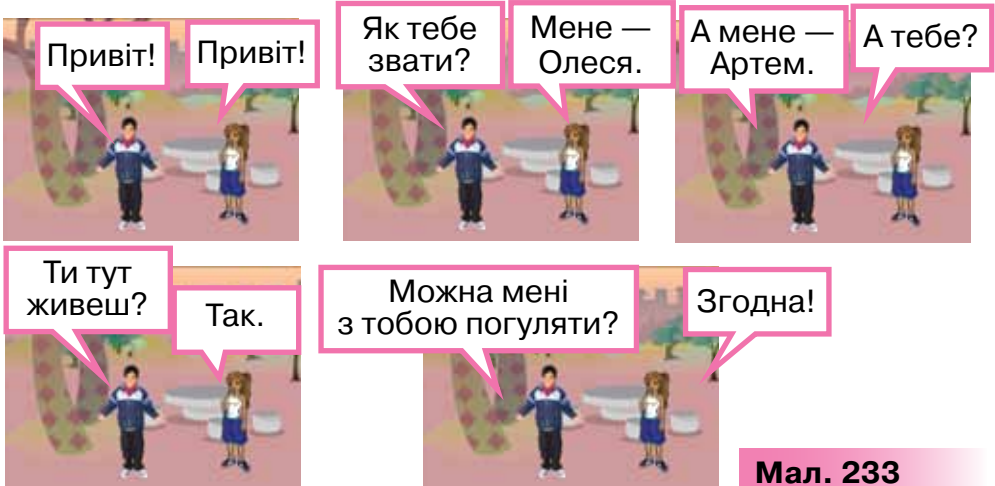 Привіт!
Привіт!
Як тебе
звати?
Мене —
Олеся.
А мене —
Артем.
А тебе?
Ти тут
живеш?
Так.
Можна мені
з тобою погуляти?
Згодна!
Мал. 233